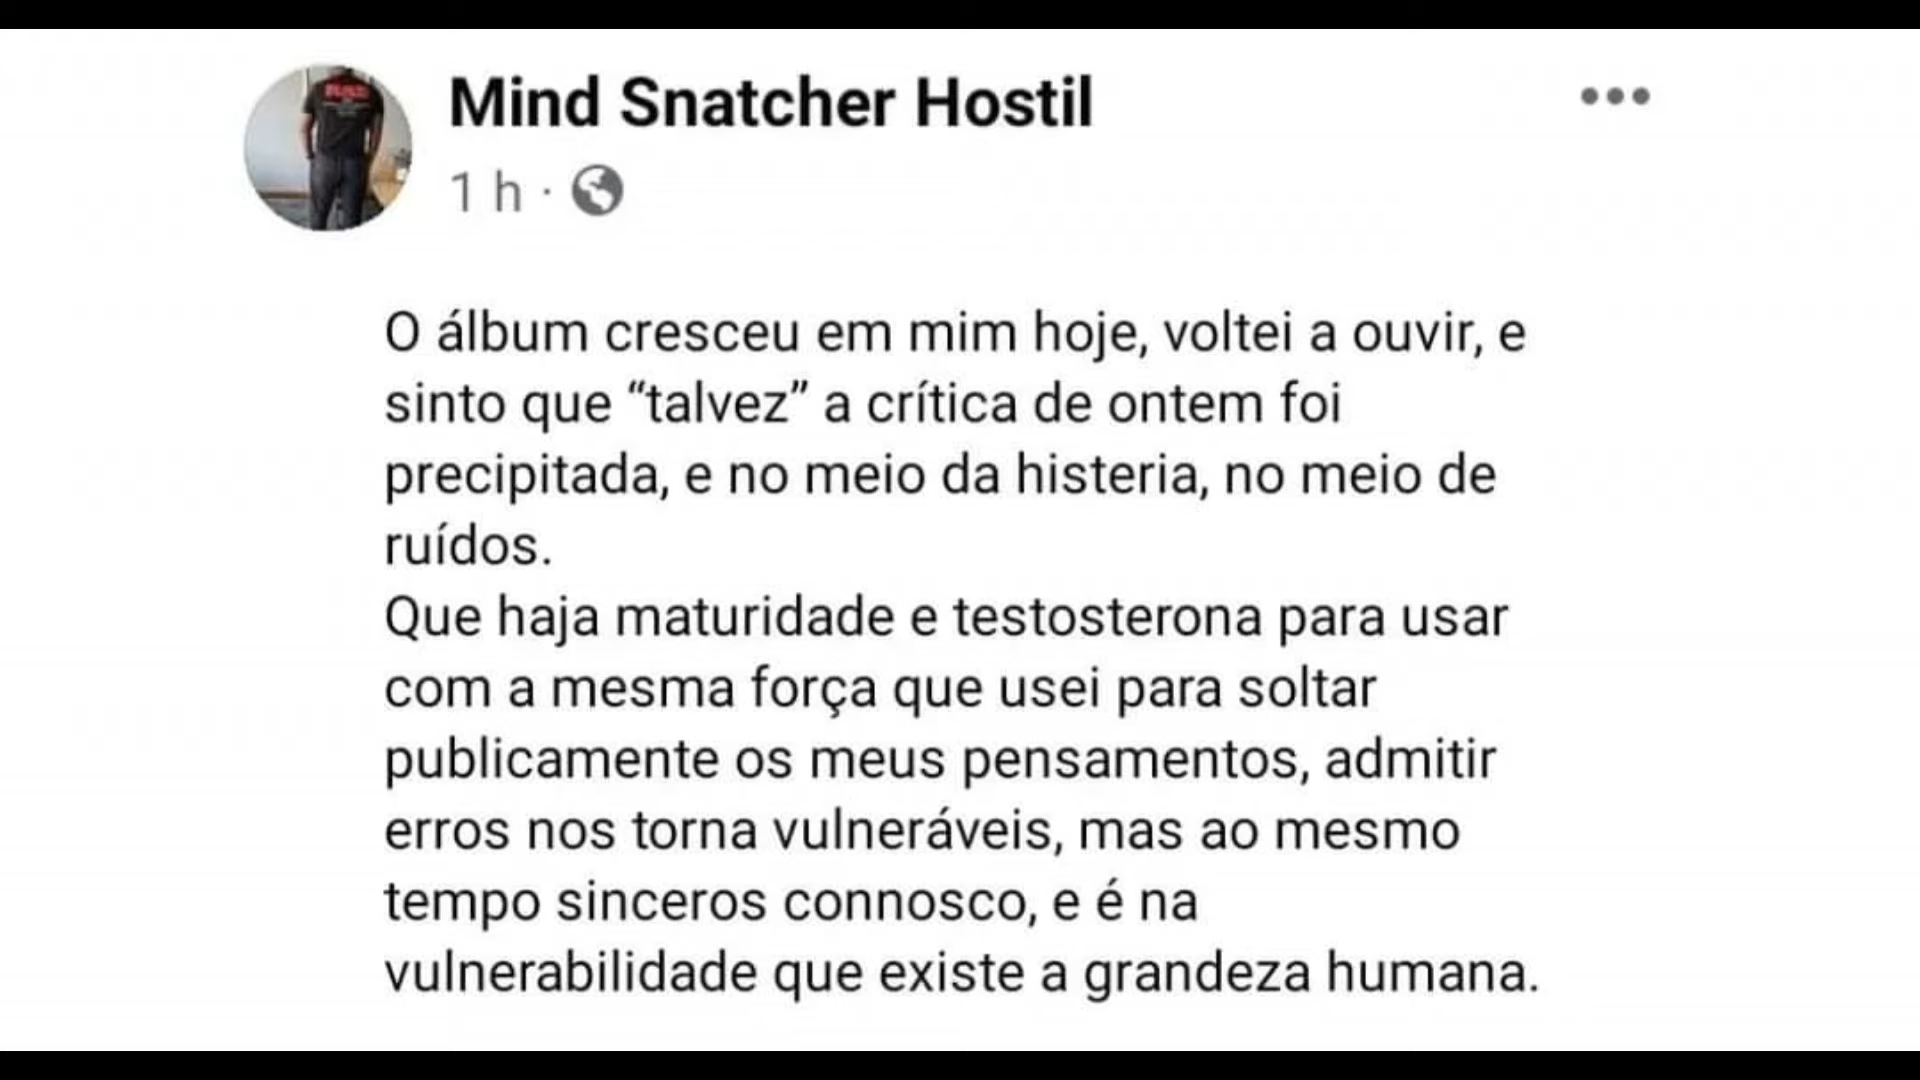 Mind Snatcher Hostil
1 h ·
O álbum cresceu em mim hoje, voltei a ouvir, e
sinto que “talvez” a crítica de ontem foi
precipitada, e no meio da histeria, no meio de
ruídos.
Que haja maturidade e testosterona para usar
com a mesma força que usei para soltar
publicamente os meus pensamentos, admitir
erros nos torna vulneráveis, mas ao mesmo
tempo sinceros connosco, e é na
vulnerabilidade que existe a grandeza humana.